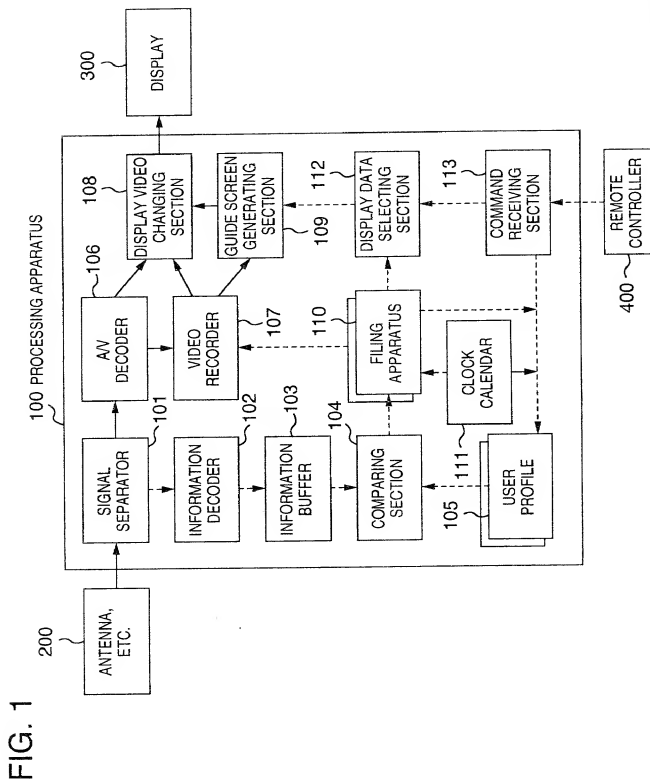 FIG. 1
100 PROCESSING APPARATUS
200
ANTENNA,
ETC.
SIGNAL
SEPARATOR
101
A/V
DECODER
106
108
DISPLAY VIDEO
CHANGING
SECTION
300
DISPLAY
INFORMATION
DECODER
102
VIDEO
RECORDER
107
GUIDE SCREEN
GENERATING
SECTION
109
INFORMATION
BUFFER
103
104
COMPARING
SECTION
110
FILING
APPARATUS
112
DISPLAY DATA
SELECTING
SECTION
105
USER
PROFILE
111
CLOCK
CALENDAR
113
COMMAND
RECEIVING
SECTION
400
REMOTE
CONTROLLER